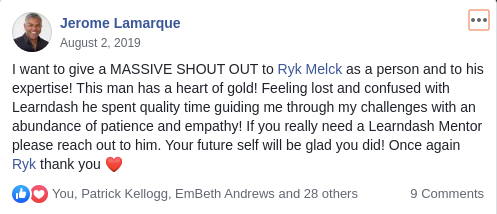 Jerome Lamarque
August 2, 2019
I want to give a MASSIVE SHOUT OUT to Ryk Melck as a person and to his
expertise! This man has a heart of gold! Feeling lost and confused with
Learndash he spent quality time guiding me through my challenges with an
abundance of patience and empathy! If you really need a Learndash Mentor
please reach out to him. Your future self will be glad you did! Once again
Ryk thank you ❤️
You, Patrick Kellogg, EmBeth Andrews and 28 others 9 Comments